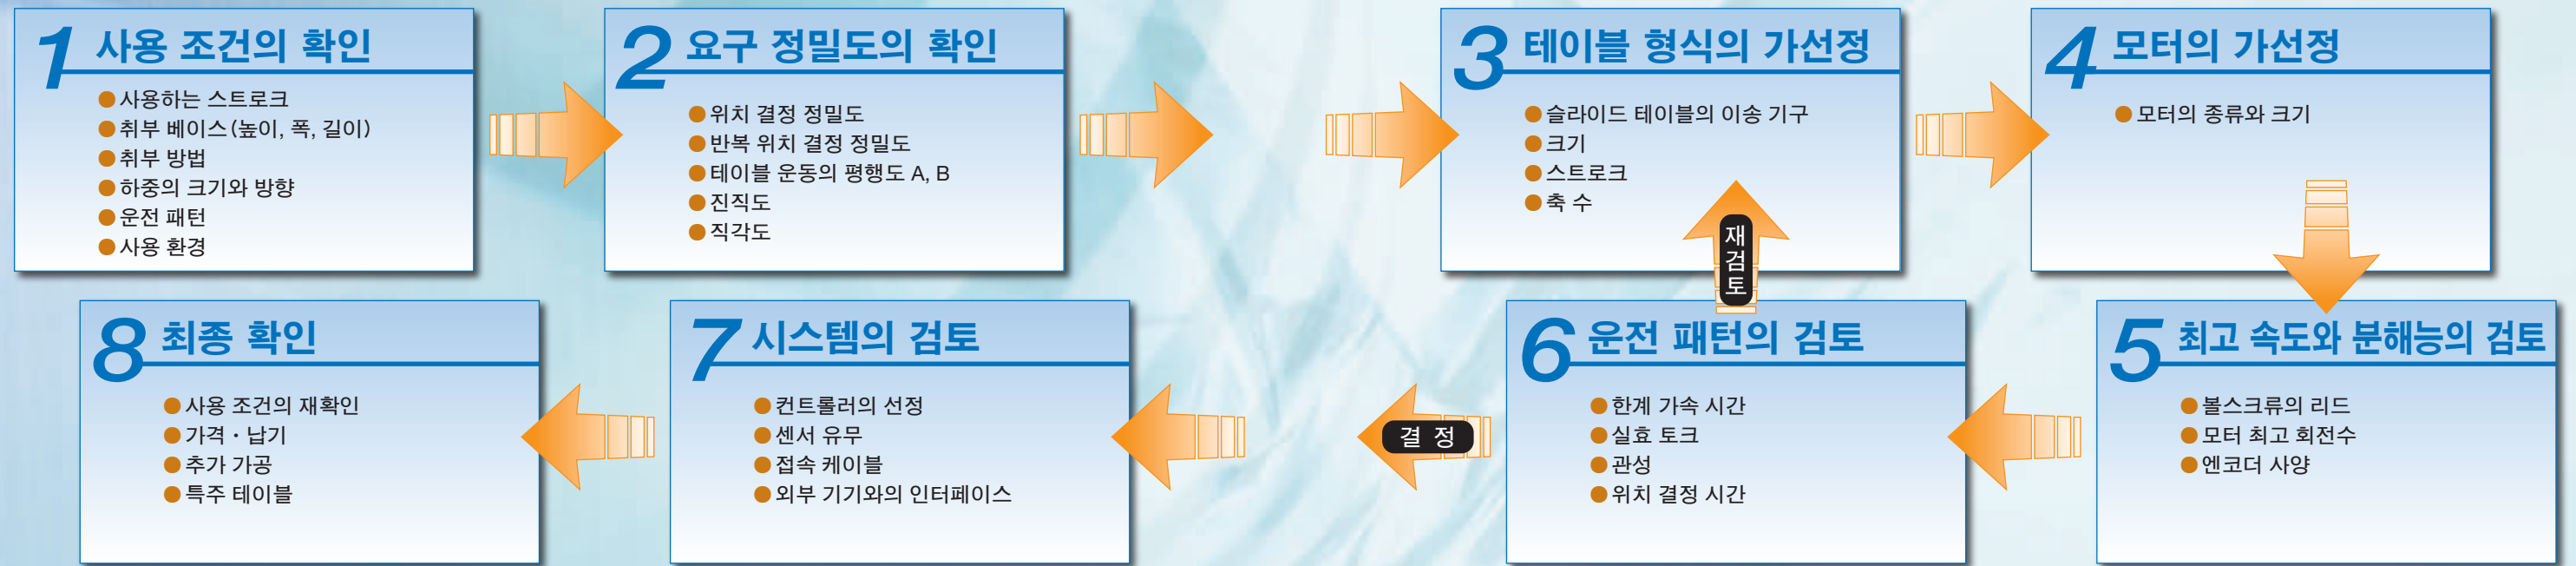 1 사용 조건의 확인
●사용하는 스트로크
●취부 베이스(높이, 폭, 길이)
●취부 방법
●하중의 크기와 방향
●운전 패턴
●사용 환경
2 요구 정밀도의 확인
●위치 결정 정밀도
●반복 위치 결정 정밀도
●테이블 운동의 평행도 A, B
●진직도
●직각도
3 테이블 형식의 가선정
●슬라이드 테이블의 이송 기구
●크기
●스트로크
●축 수
4 모터의 가선정
●모터의 종류와 크기
5 최고 속도와 분해능의 검토
●볼스크류의 리드
●모터 최고 회전수
●엔코더 사양
6 운전 패턴의 검토
●한계 가속 시간
●실효 토크
●관성
●위치 결정 시간
재검토
결 정
7 시스템의 검토
●컨트롤러의 선정
●센서 유무
●접속 케이블
●외부 기기와의 인터페이스
8 최종 확인
●사용 조건의 재확인
●가격・납기
●추가 가공
●특주 테이블